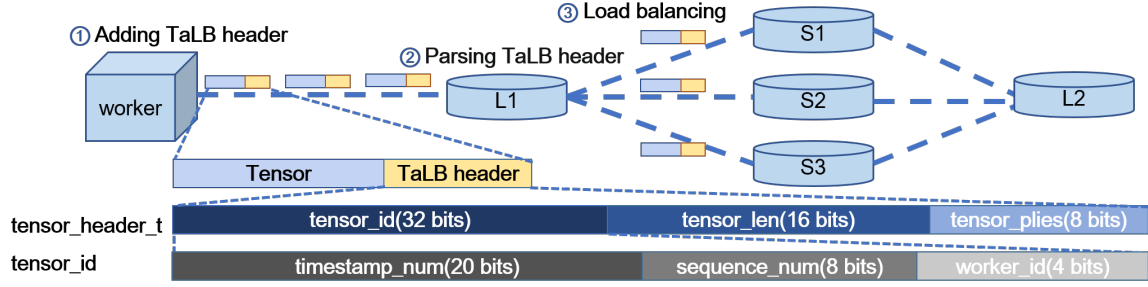 ③ Load balancing
① Adding TaLB header
② Parsing TaLB header
worker
L1
S1
S2
S3
L2
Tensor
TaLB header
tensor_header_t
tensor_id(32 bits)
tensor_len(16 bits)
tensor_plies(8 bits)
tensor_id
timestamp_num(20 bits)
sequence_num(8 bits)
worker_id(4 bits)